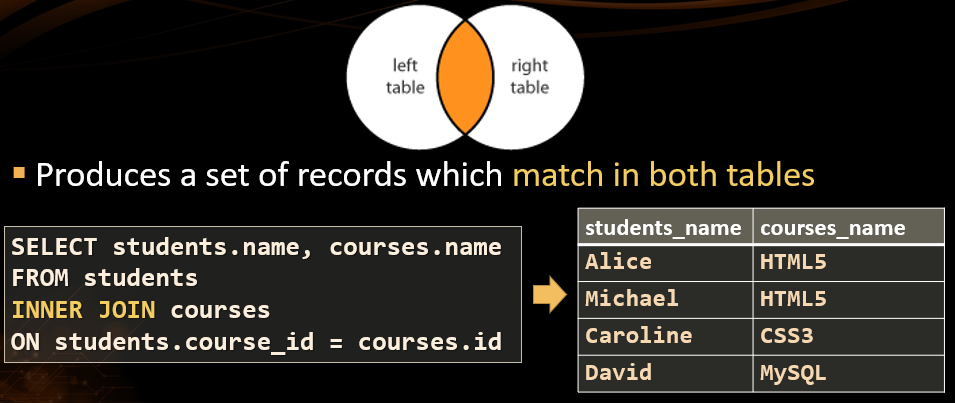 left
table
right
table
Produces a set of records which match in both tables
SELECT students.name, courses.name
FROM students
INNER JOIN courses
ON students.course_id = courses.id
students_name courses_name
Alice HTML5
Michael HTML5
Caroline CSS3
David MySQL